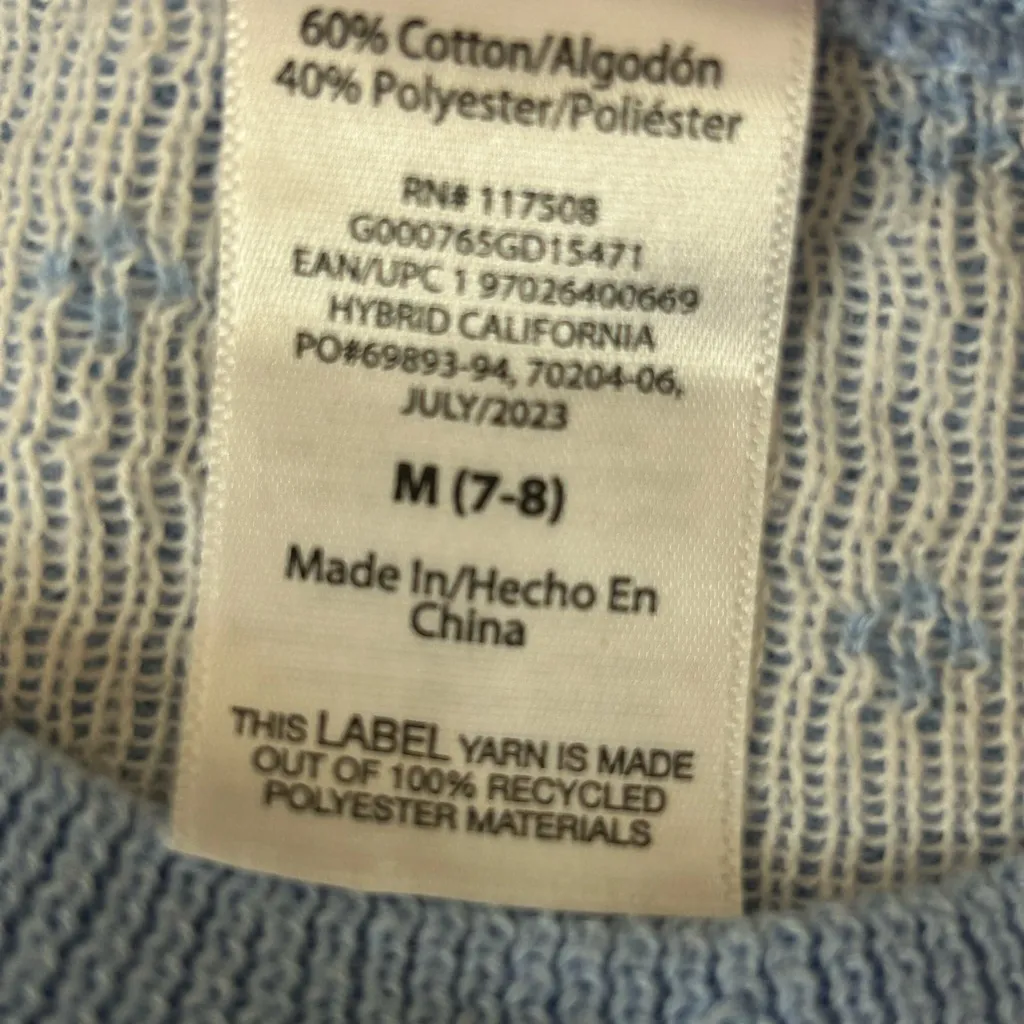 60% Cotton/Algodón
40% Polyester/Poliéster
RN# 117508
G000765GD15471
EAN/UPC 1 97026400669
HYBRID CALIFORNIA
PO#69893-94, 70204-06,
JULY/2023
M (7-8)
Made In/Hecho En
China
THIS LABEL YARN IS MADE
OUT OF 100% RECYCLED
POLYESTER MATERIALS